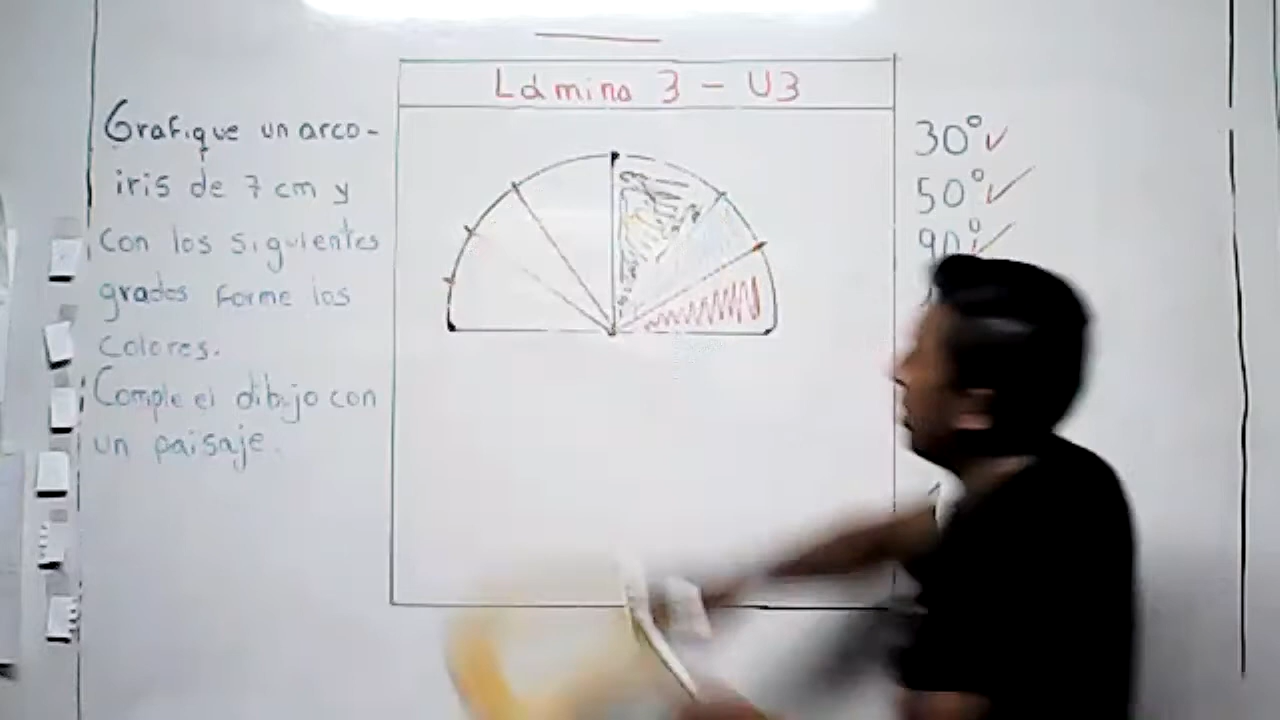 Lámina 3 - U3
Grafique un arco-
iris de 7 cm y
con los siguientes
grados forme los
colores.
Comple el dibujo con
un paisaje.
30°✓
50°✓
90°✓